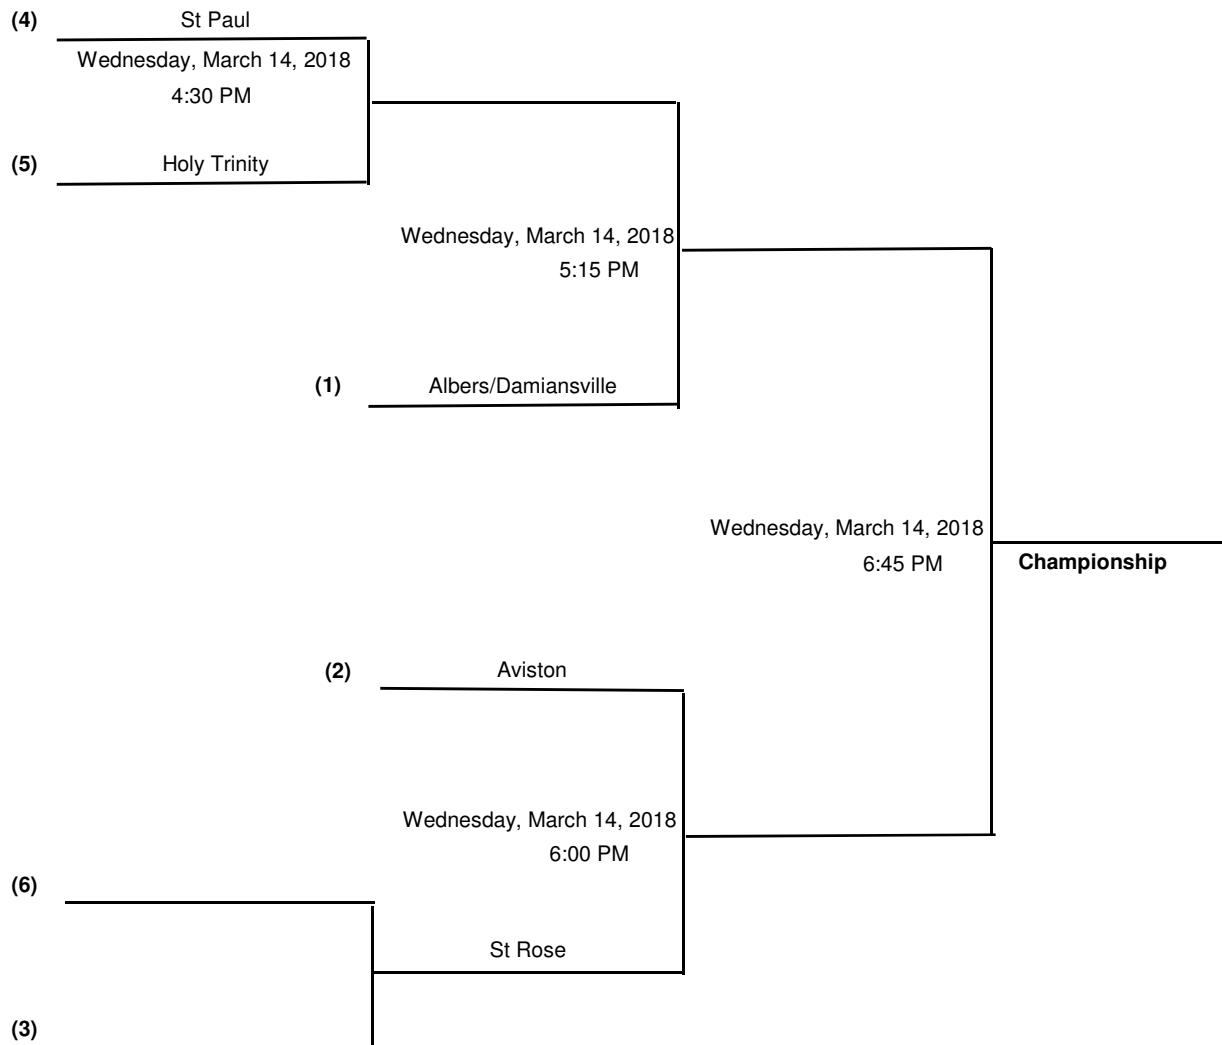 (4) St Paul
Wednesday, March 14, 2018
4:30 PM
(5) Holy Trinity
Wednesday, March 14, 2018
5:15 PM
(1) Albers/Damiansville
Wednesday, March 14, 2018
6:45 PM
Championship
(2) Aviston
Wednesday, March 14, 2018
6:00 PM
(6)
St Rose
(3)